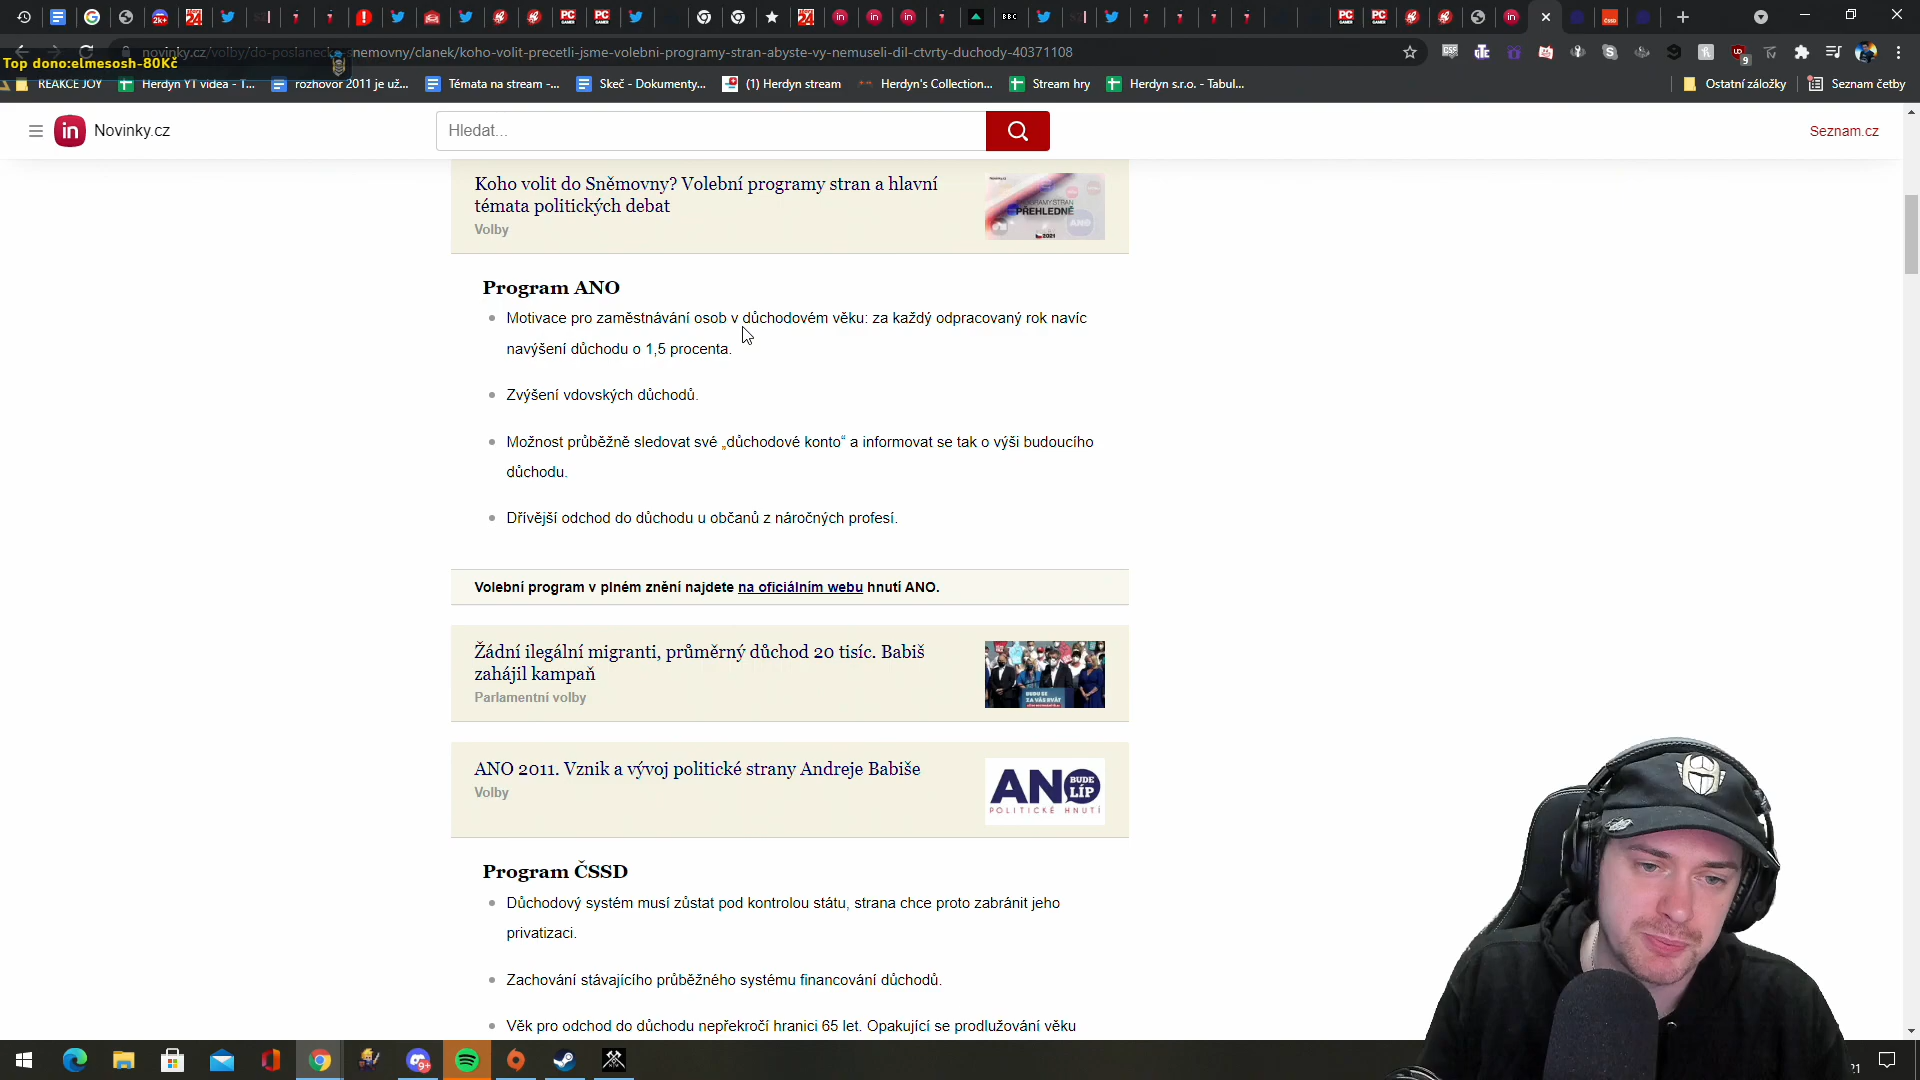 novinky.cz/volby/do-poslanecke-snemovny/clanek/koho-volit-precetli-jsme-volebni-programy-stran-abyste-vy-nemuseli-dil-ctvrty-duchody-40371108
Top dono:elmesosh-80Kč
REAKCE JOY
Herdyn YT videa - T...
rozhovor 2011 je už...
Témata na stream -...
Skeč - Dokumenty...
(1) Herdyn stream
Herdyn's Collection...
Stream hry
Herdyn s.r.o. - Tabul...
Ostatní záložky
Seznam četby
in Novinky.cz
Hledat...
Seznam.cz
Koho volit do Sněmovny? Volební programy stran a hlavní
témata politických debat
Volby
PŘEHLEDNĚ
Program ANO
Motivace pro zaměstnávání osob v důchodovém věku: za každý odpracovaný rok navíc
navýšení důchodu o 1,5 procenta.
Zvýšení vdovských důchodů.
Možnost průběžně sledovat své „důchodové konto“ a informovat se tak o výši budoucího
důchodu.
Dřívější odchod do důchodu u občanů z náročných profesí.
Volební program v plném znění najdete na oficiálním webu hnutí ANO.
Žádní ilegální migranti, průměrný důchod 20 tisíc. Babiš
zahájil kampaň
Parlamentní volby
ANO 2011. Vznik a vývoj politické strany Andreje Babiše
Volby
ANO BUDE LÍP
POLITICKÉ HNUTÍ
Program ČSSD
Důchodový systém musí zůstat pod kontrolou státu, strana chce proto zabránit jeho
privatizaci.
Zachování stávajícího průběžného systému financování důchodů.
Věk pro odchod do důchodu nepřekročí hranici 65 let. Opakující se prodlužování věku